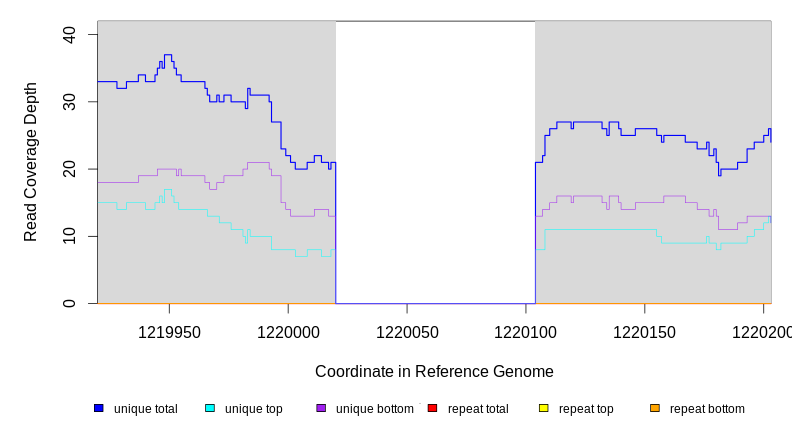 40
30
20
10
0
Read Coverage Depth
1219950 1220000 1220050 1220100 1220150 122020
Coordinate in Reference Genome
unique total unique top unique bottom repeat total repeat top repeat bottom